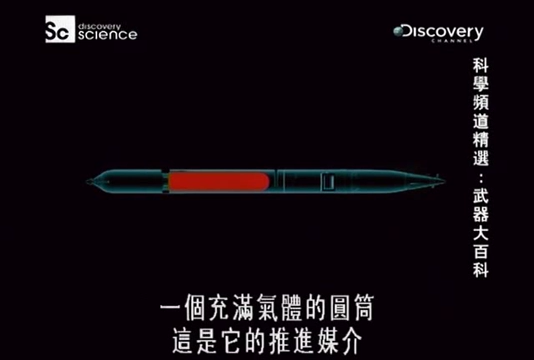 Sc discovery science
Discovery
CHANNEL
科學頻道精選:武器大百科
一個充滿氣體的圓筒
這是它的推進媒介